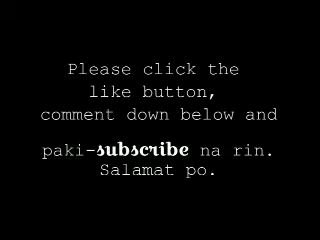 Please click the
like button,
comment down below and
paki-subscribe na rin.
Salamat po.